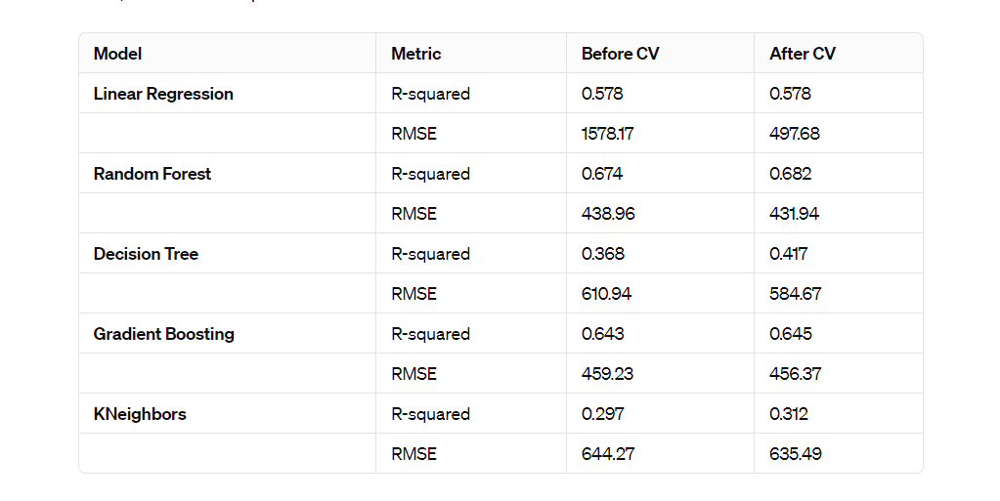 Model Metric Before CV After CV
Linear Regression R-squared 0.578 0.578
RMSE 1578.17 497.68
Random Forest R-squared 0.674 0.682
RMSE 438.96 431.94
Decision Tree R-squared 0.368 0.417
RMSE 610.94 584.67
Gradient Boosting R-squared 0.643 0.645
RMSE 459.23 456.37
KNeighbors R-squared 0.297 0.312
RMSE 644.27 635.49